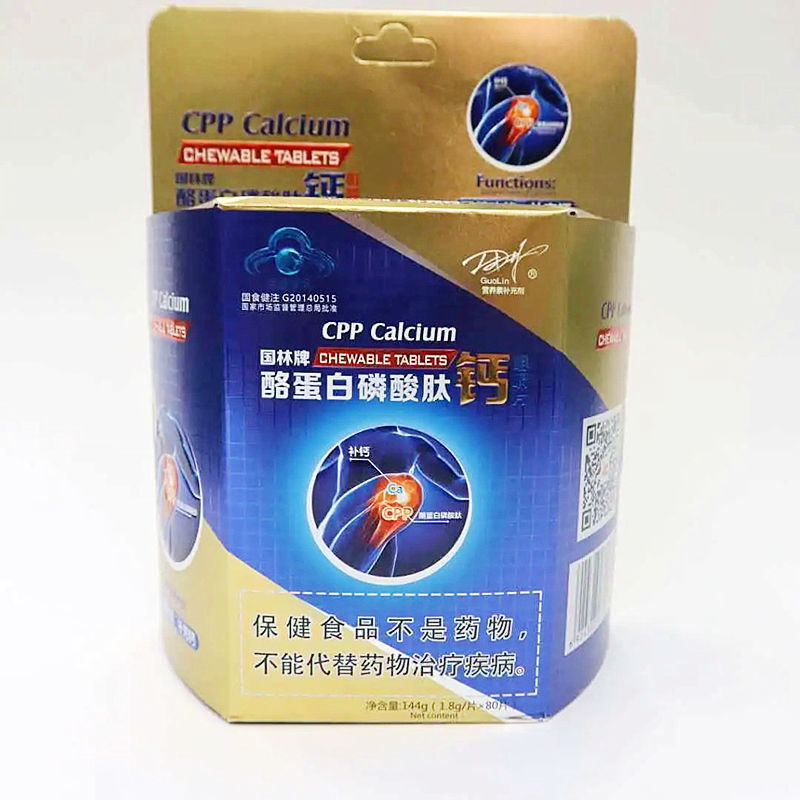 CPP Calcium
CHEWABLE TABLETS
国林牌
酪蛋白磷酸肽钙
Functions:
国食健注 G20140515
国家市场监督管理总局批准
GuoLin ®
营养素补充剂
CPP Calcium
国林牌 CHEWABLE TABLETS
酪蛋白磷酸肽钙咀嚼片
补钙
Ca
CPP 酪蛋白磷酸肽
保健食品不是药物,
不能代替药物治疗疾病。
净含量:144g(1.8g/片×80片)
Net content